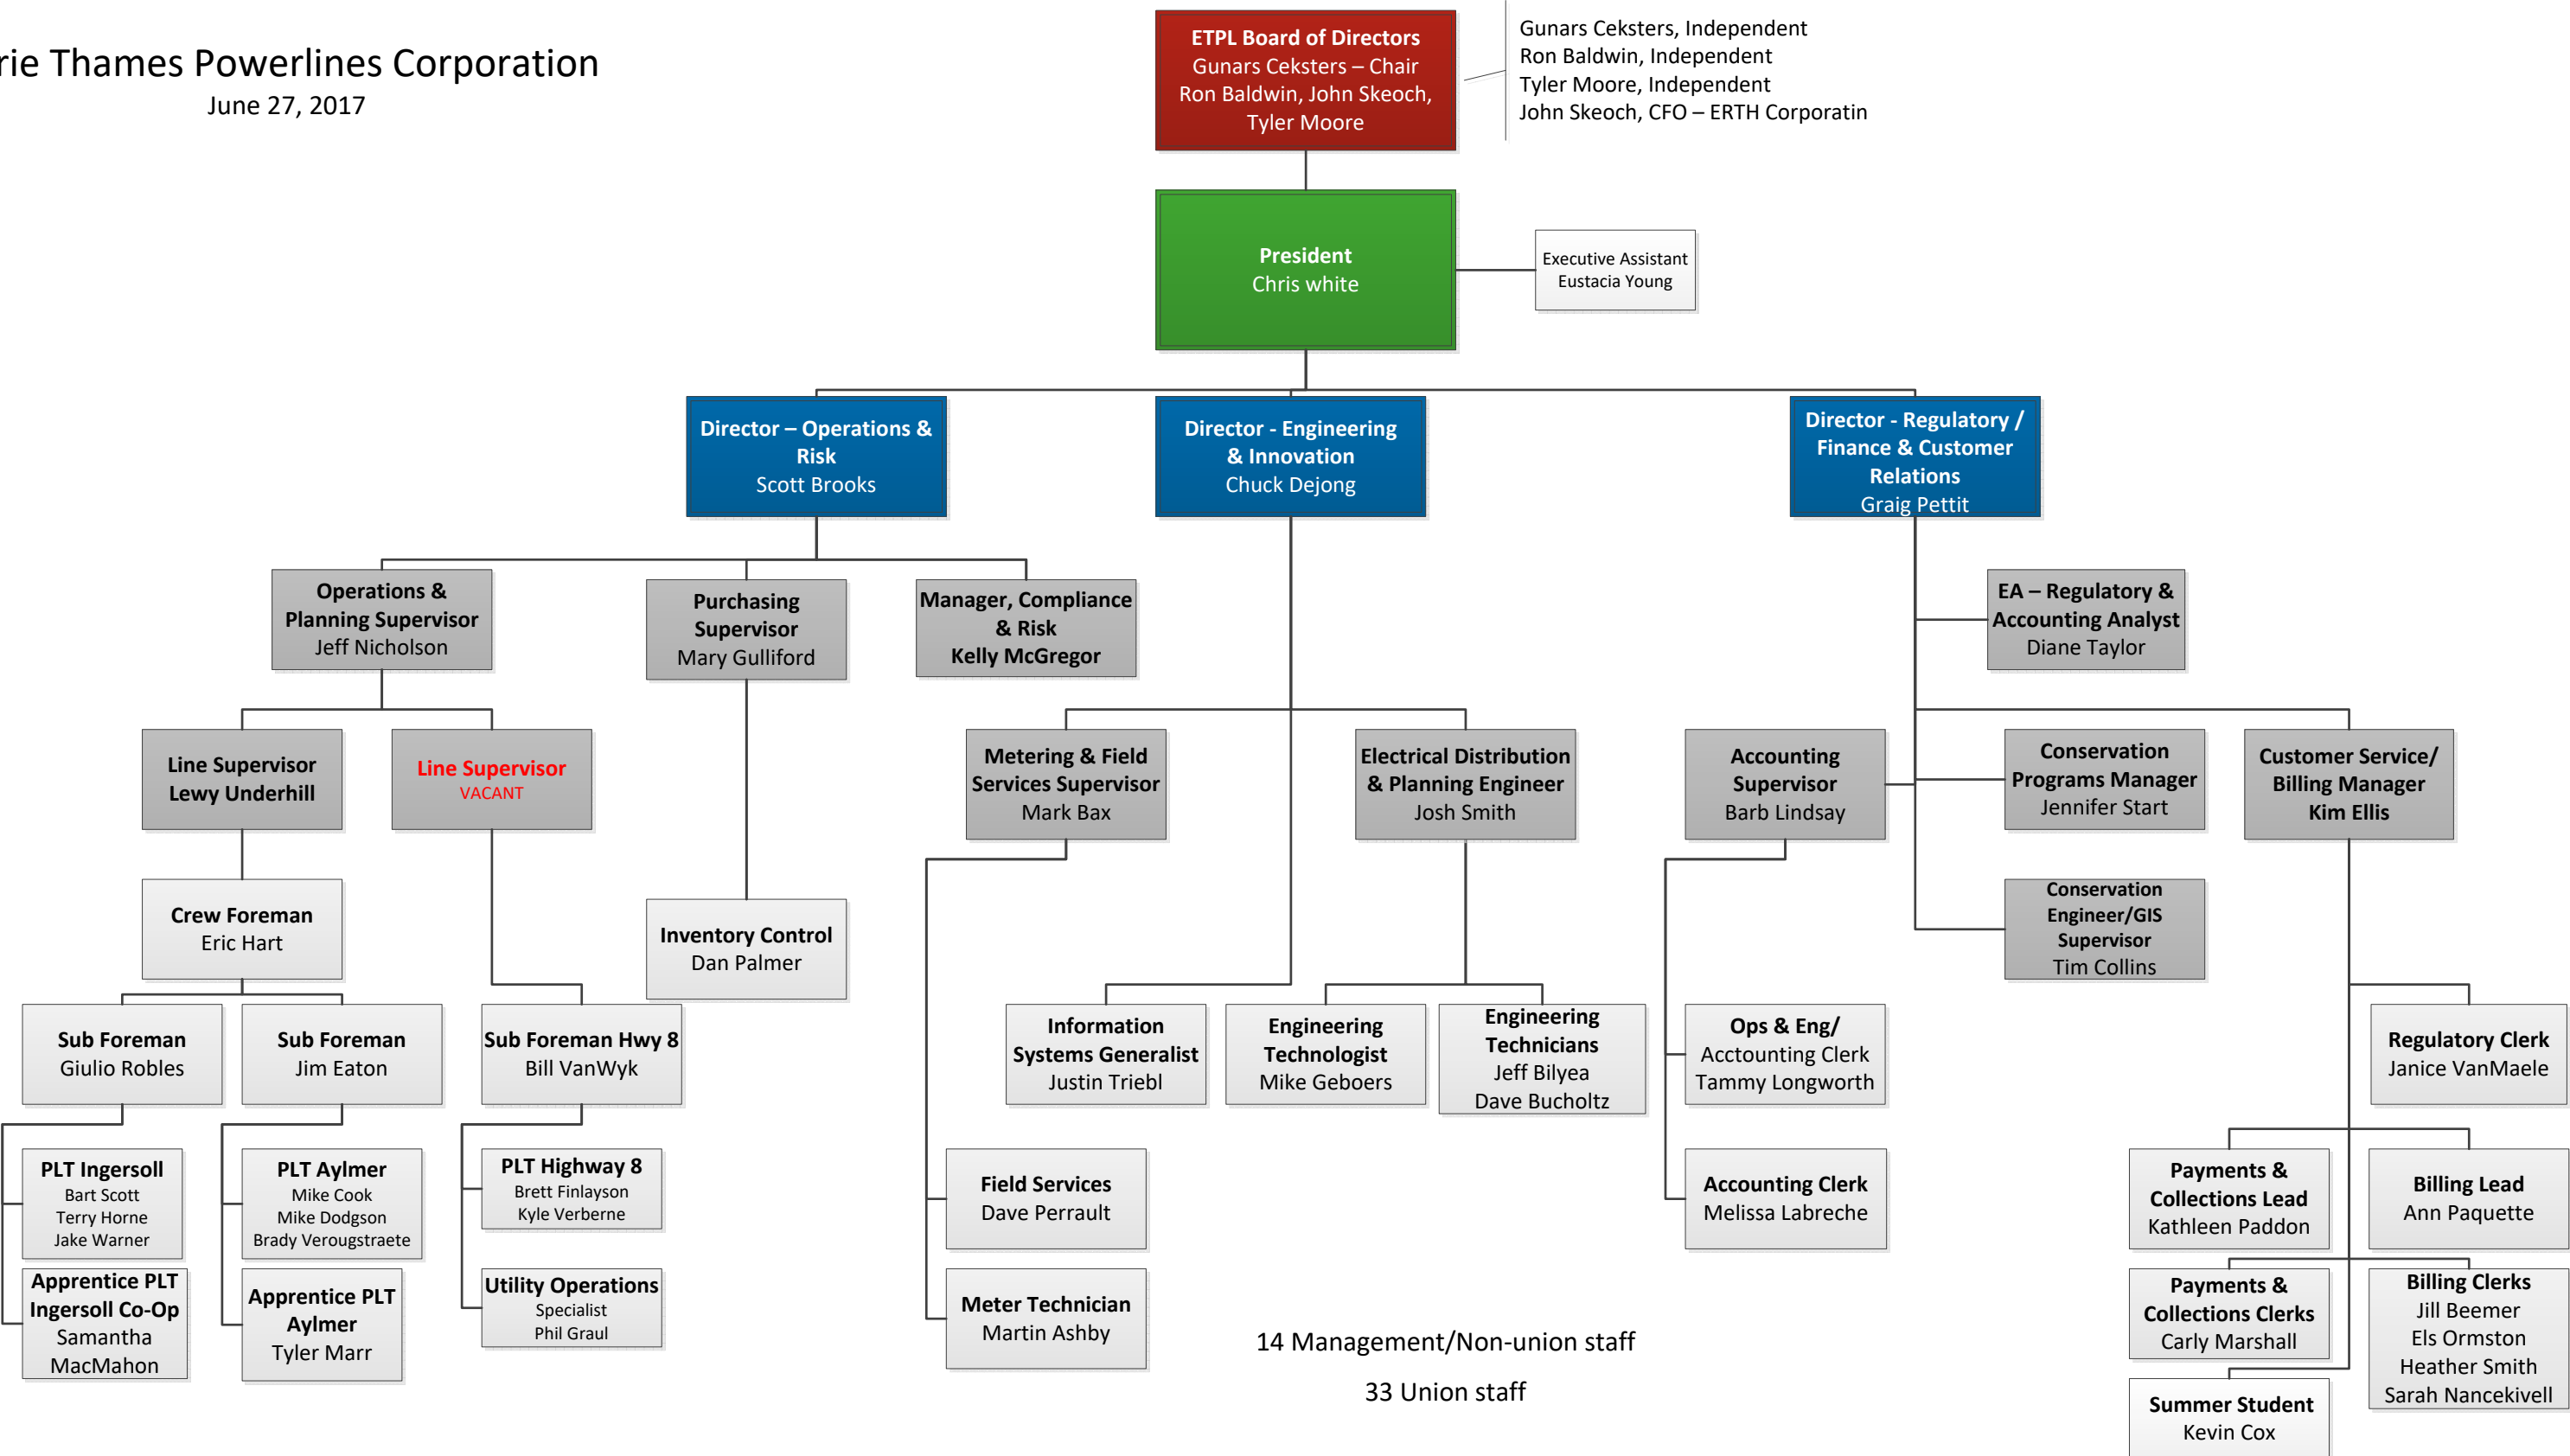 rie Thames Powerlines Corporation
June 27, 2017
ETPL Board of Directors
Gunars Ceksters – Chair
Ron Baldwin, John Skeoch,
Tyler Moore
Gunars Ceksters, Independent
Ron Baldwin, Independent
Tyler Moore, Independent
John Skeoch, CFO – ERTH Corporatin
President
Chris white
Executive Assistant
Eustacia Young
Director – Operations &
Risk
Scott Brooks
Director - Engineering
& Innovation
Chuck Dejong
Director - Regulatory /
Finance & Customer
Relations
Graig Pettit
Operations &
Planning Supervisor
Jeff Nicholson
Purchasing
Supervisor
Mary Gulliford
Manager, Compliance
& Risk
Kelly McGregor
EA – Regulatory &
Accounting Analyst
Diane Taylor
Line Supervisor
Lewy Underhill
Line Supervisor
VACANT
Metering & Field
Services Supervisor
Mark Bax
Electrical Distribution
& Planning Engineer
Josh Smith
Accounting
Supervisor
Barb Lindsay
Conservation
Programs Manager
Jennifer Start
Customer Service/
Billing Manager
Kim Ellis
Crew Foreman
Eric Hart
Inventory Control
Dan Palmer
Conservation
Engineer/GIS
Supervisor
Tim Collins
Sub Foreman
Giulio Robles
Sub Foreman
Jim Eaton
Sub Foreman Hwy 8
Bill VanWyk
Information
Systems Generalist
Justin Triebl
Engineering
Technologist
Mike Geboers
Engineering
Technicians
Jeff Bilyea
Dave Bucholtz
Ops & Eng/
Acctounting Clerk
Tammy Longworth
Regulatory Clerk
Janice VanMaele
PLT Ingersoll
Bart Scott
Terry Horne
Jake Warner
PLT Aylmer
Mike Cook
Mike Dodgson
Brady Verougstraete
PLT Highway 8
Brett Finlayson
Kyle Verberne
Field Services
Dave Perrault
Accounting Clerk
Melissa Labreche
Payments &
Collections Lead
Kathleen Paddon
Billing Lead
Ann Paquette
Apprentice PLT
Ingersoll Co-Op
Samantha
MacMahon
Apprentice PLT
Aylmer
Tyler Marr
Utility Operations
Specialist
Phil Graul
Meter Technician
Martin Ashby
14 Management/Non-union staff
33 Union staff
Payments &
Collections Clerks
Carly Marshall
Billing Clerks
Jill Beemer
Els Ormston
Heather Smith
Sarah Nancekivell
Summer Student
Kevin Cox